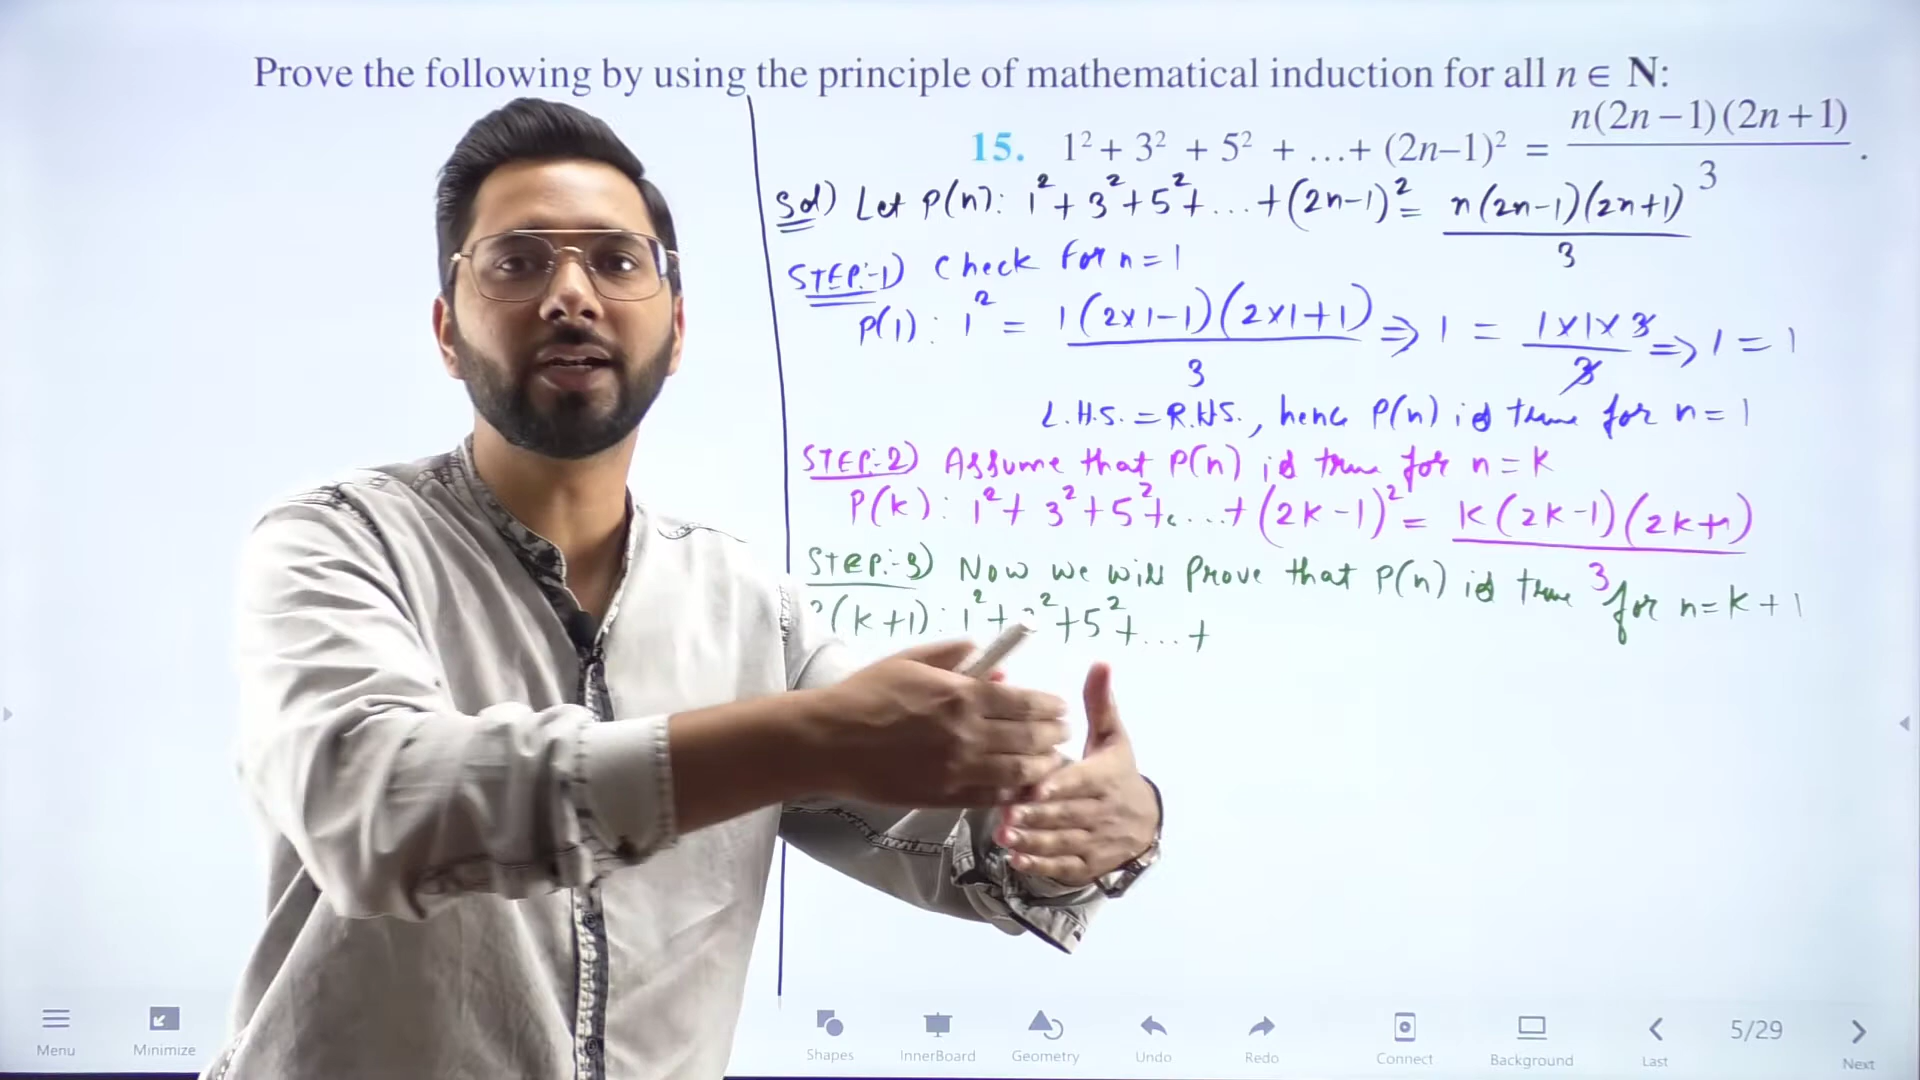 Prove the following by using the principle of mathematical induction for all n ∈ N:
15. 1² + 3² + 5² + ...+ (2n–1)² = n(2n−1)(2n+1)/3 .
Sol) Let P(n): 1² + 3² + 5² + ... + (2n-1)² = n(2n-1)(2n+1)/3
STEP:-1) Check for n=1
P(1): 1² = 1(2×1-1)(2×1+1)/3 ⇒ 1 = 1×1×3/3 ⇒ 1 = 1
L.H.S. = R.H.S., hence P(n) is true for n=1
STEP:-2) Assume that P(n) is true for n=K
P(K): 1² + 3² + 5² + ... + (2K-1)² = K(2K-1)(2K+1)/3
STEP:-3) Now we will Prove that P(n) is true for n=K+1
(K+1): 1² + ² + 5² + ... +
Menu
Minimize
Shapes
InnerBoard
Geometry
Undo
Redo
Connect
Background
Last
5/29
Next